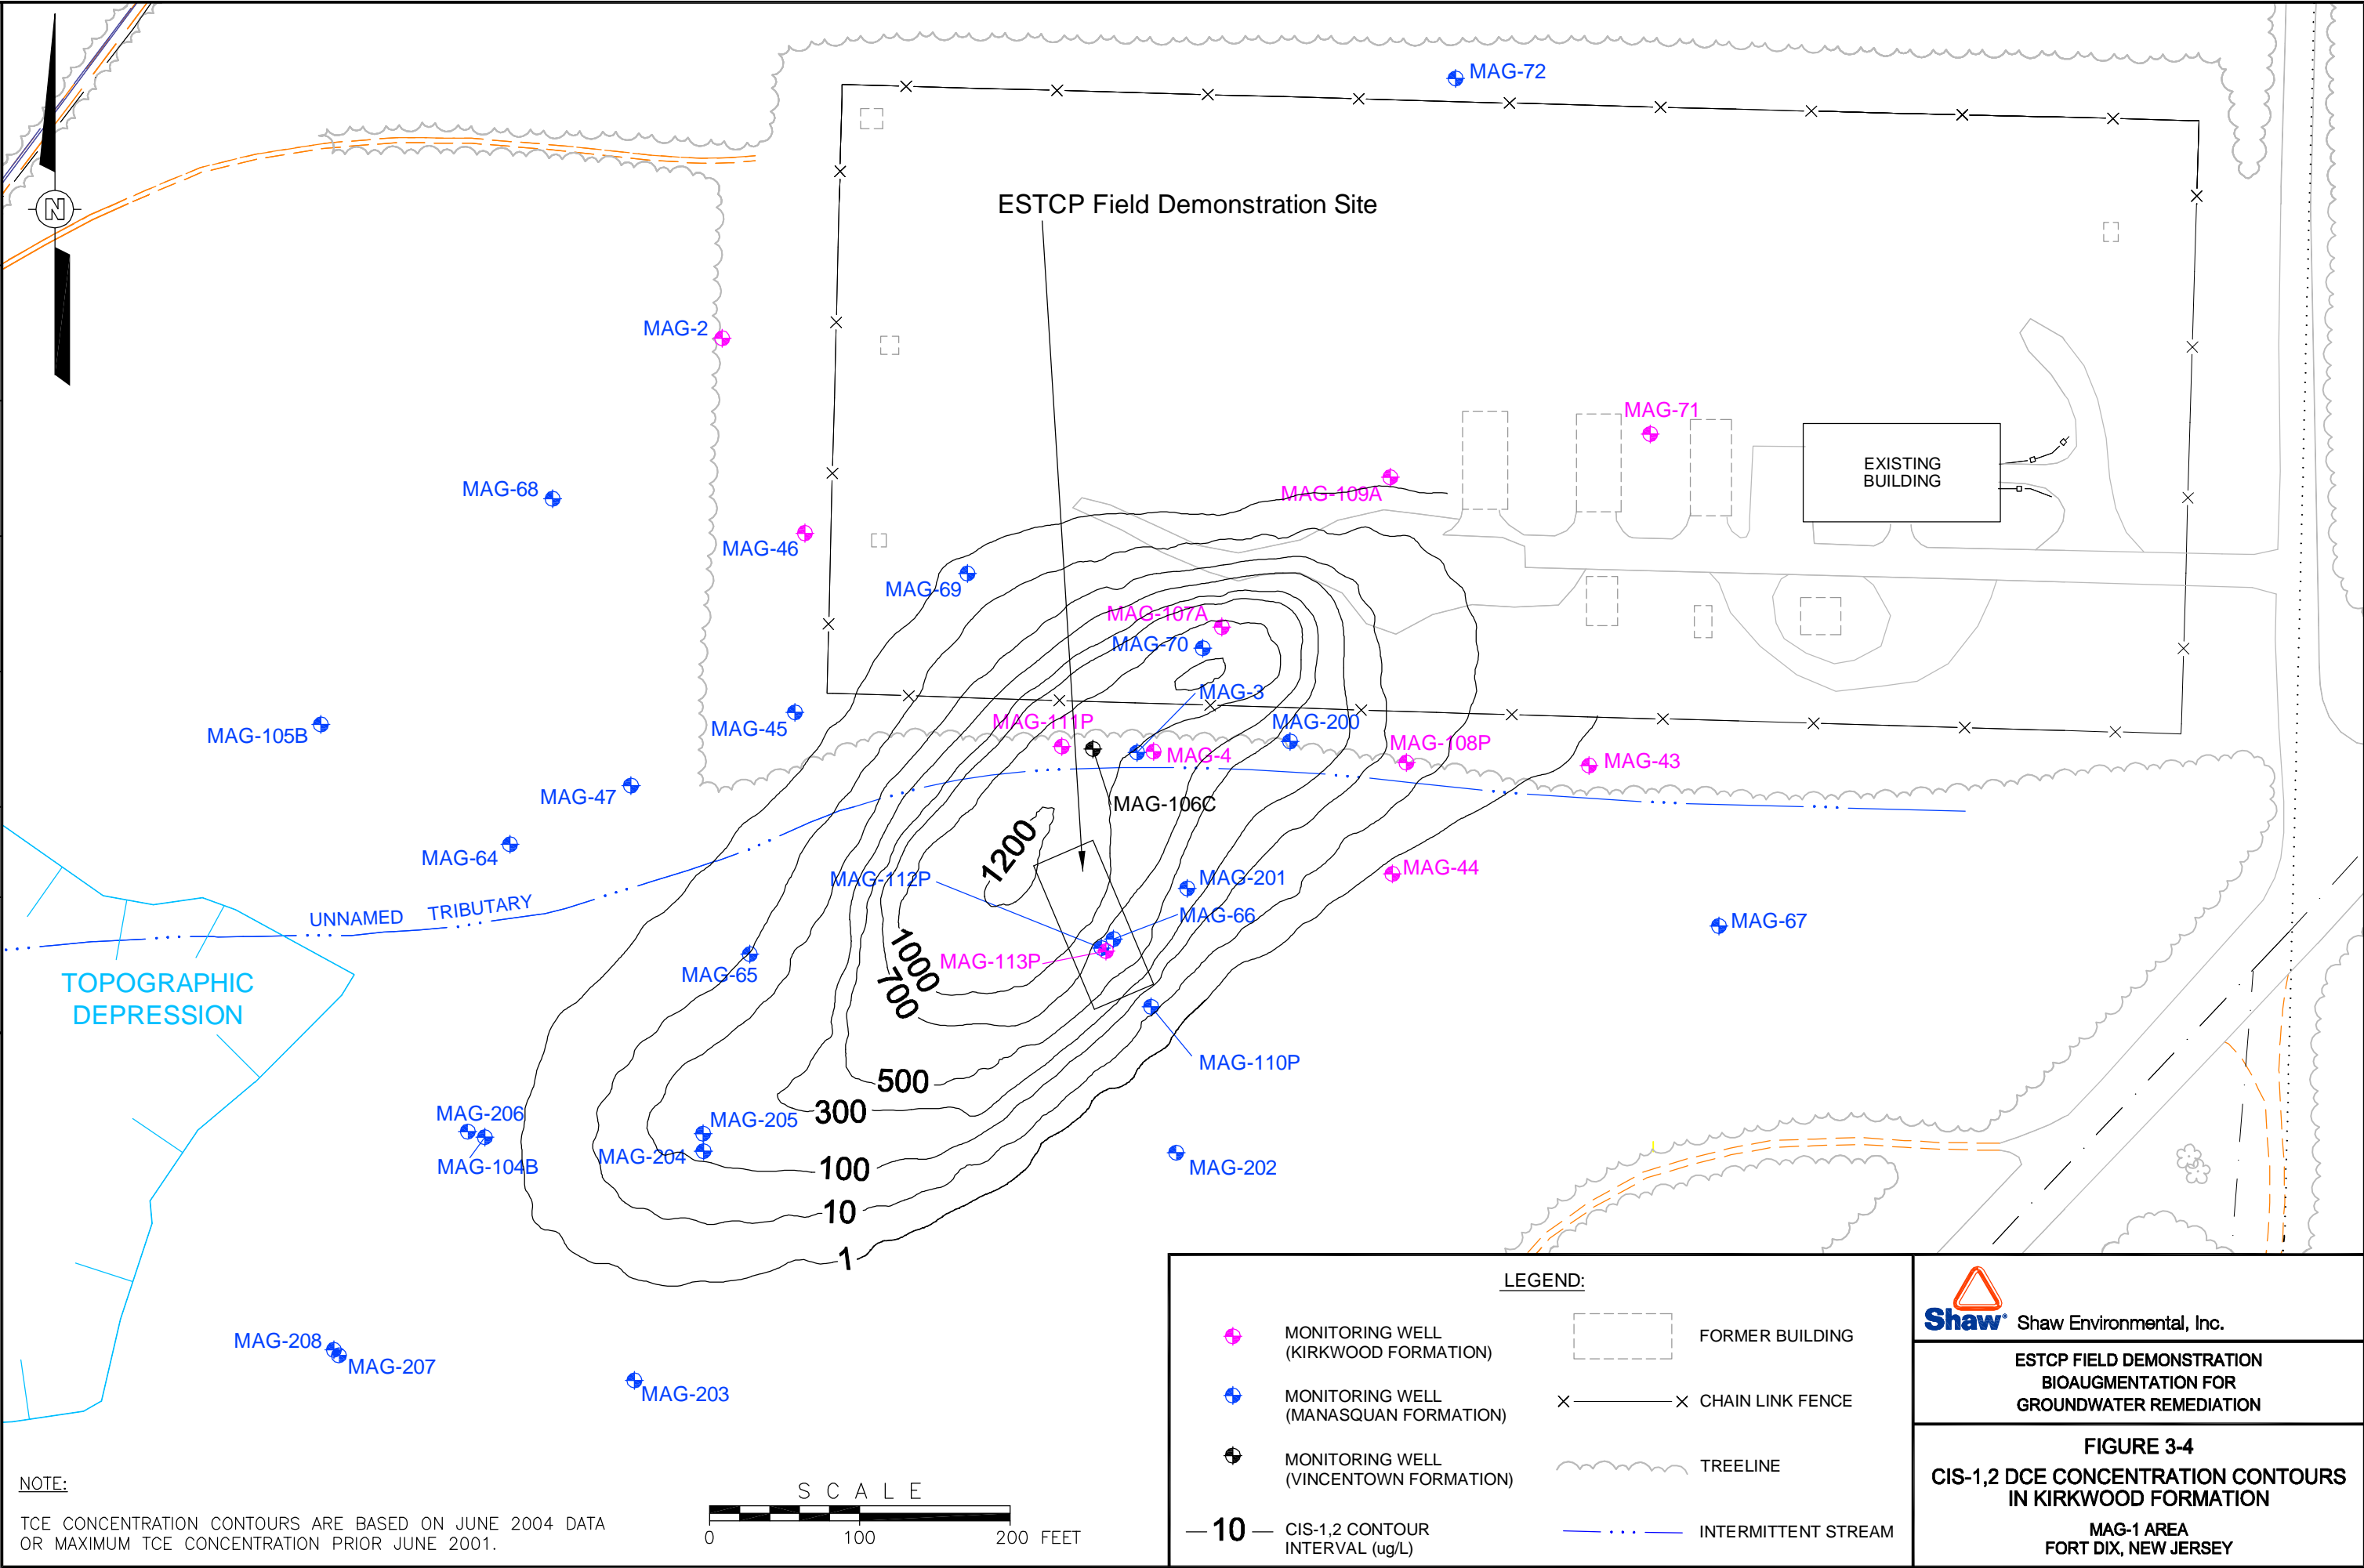 MAG-72
N
ESTCP Field Demonstration Site
MAG-2
MAG-71
EXISTING
BUILDING
MAG-68
MAG-109A
MAG-46
MAG-69
MAG-107A
MAG-70
MAG-3
MAG-45
MAG-105B
MAG-111P
MAG-200
MAG-4
MAG-108P
MAG-43
MAG-47
MAG-106C
MAG-64
1200
MAG-112P
MAG-201
MAG-44
UNNAMED TRIBUTARY
MAG-66
MAG-67
MAG-65
MAG-113P
1000
700
TOPOGRAPHIC
DEPRESSION
MAG-110P
500
300
MAG-206
MAG-205
MAG-104B
MAG-204
100
MAG-202
10
1
MAG-208
MAG-207
MAG-203
NOTE:
TCE CONCENTRATION CONTOURS ARE BASED ON JUNE 2004 DATA
OR MAXIMUM TCE CONCENTRATION PRIOR JUNE 2001.
SCALE
0 100 200 FEET
LEGEND:
MONITORING WELL
(KIRKWOOD FORMATION)
MONITORING WELL
(MANASQUAN FORMATION)
MONITORING WELL
(VINCENTOWN FORMATION)
10
CIS-1,2 CONTOUR
INTERVAL (ug/L)
FORMER BUILDING
CHAIN LINK FENCE
TREELINE
INTERMITTENT STREAM
Shaw® Shaw Environmental, Inc.
ESTCP FIELD DEMONSTRATION
BIOAUGMENTATION FOR
GROUNDWATER REMEDIATION
FIGURE 3-4
CIS-1,2 DCE CONCENTRATION CONTOURS
IN KIRKWOOD FORMATION
MAG-1 AREA
FORT DIX, NEW JERSEY